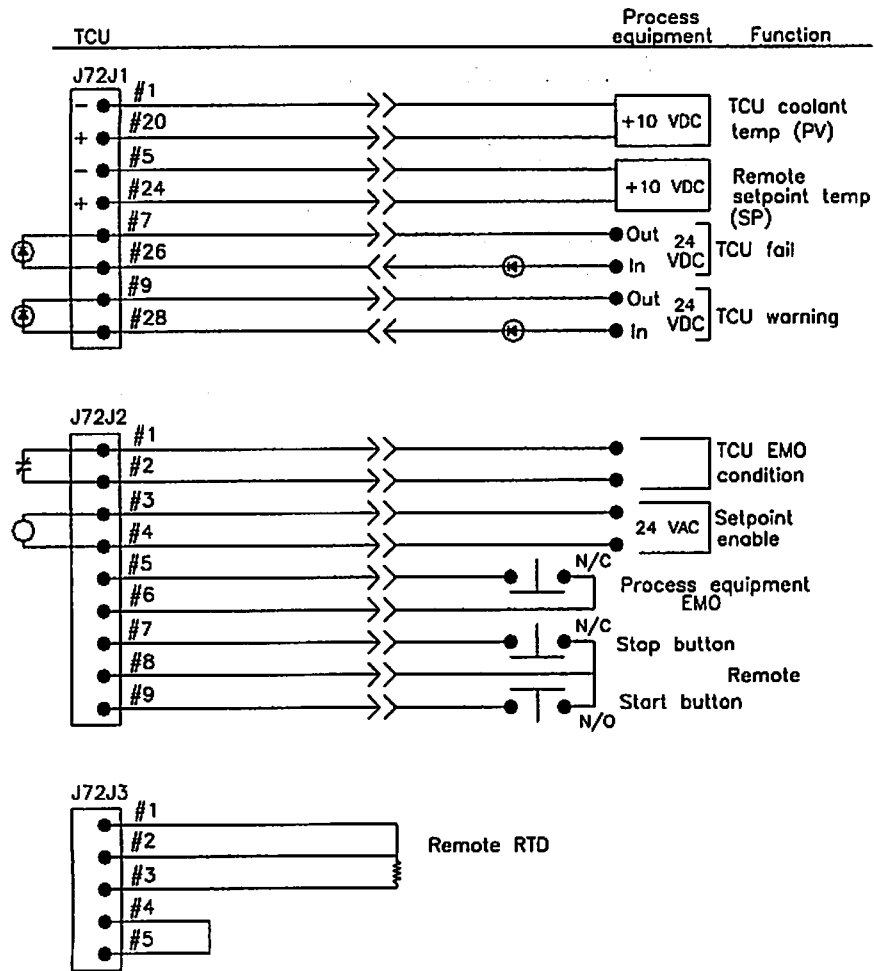 TCU Process equipment Function
J72J1
#1
- +10 VDC TCU coolant temp (PV)
#20
+
#5
- +10 VDC Remote setpoint temp (SP)
#24
+
#7
Out 24 VDC TCU fail
#26
In
#9
Out 24 VDC TCU warning
#28
In
J72J2
#1
TCU EMO condition
#2
#3
24 VAC Setpoint enable
#4
#5
N/C
Process equipment EMO
#6
#7
N/C
Stop button
#8
Remote
#9
Start button
N/O
J72J3
#1
#2
Remote RTD
#3
#4
#5